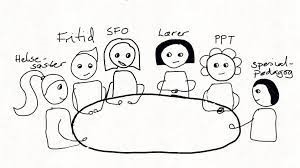 Helse-
søster
Fritid
SFO
Lærer
PPT
spesial-
pedagog